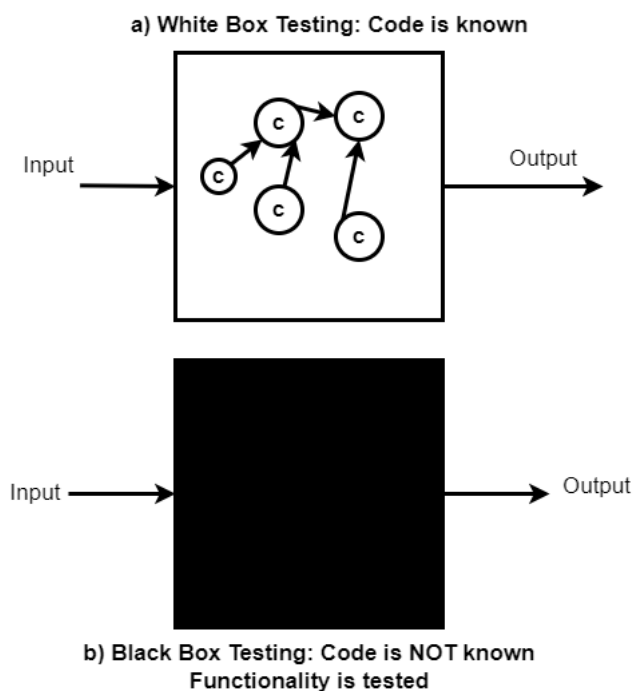 a) White Box Testing: Code is known
Input
Output
C
C
C
C
C
Input
Output
b) Black Box Testing: Code is NOT known
Functionality is tested